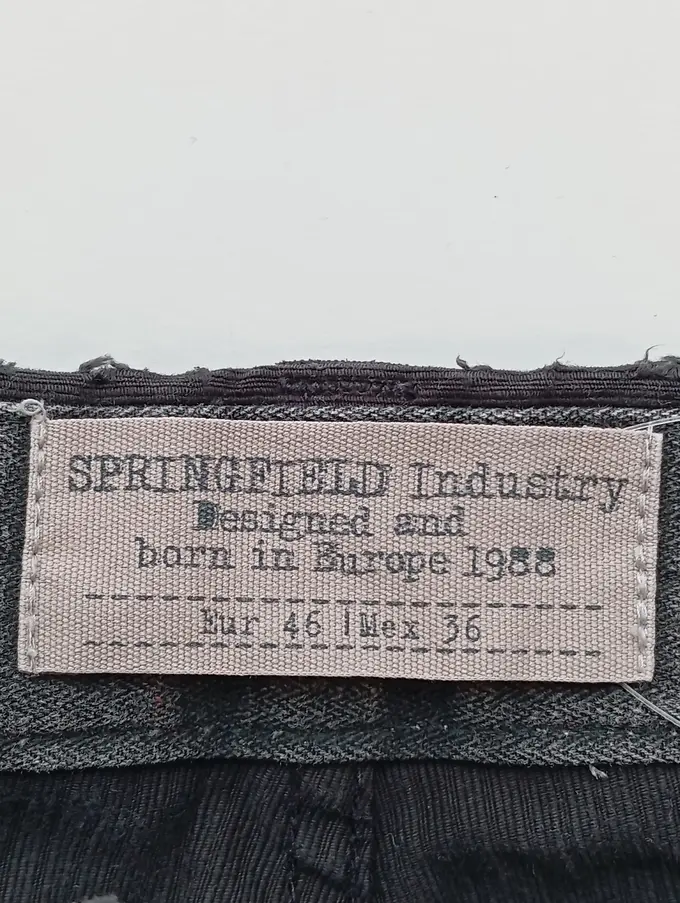 SPRINGFIELD Industry
Designed and
born in Europe 1988
Eur 46 | Mex 36